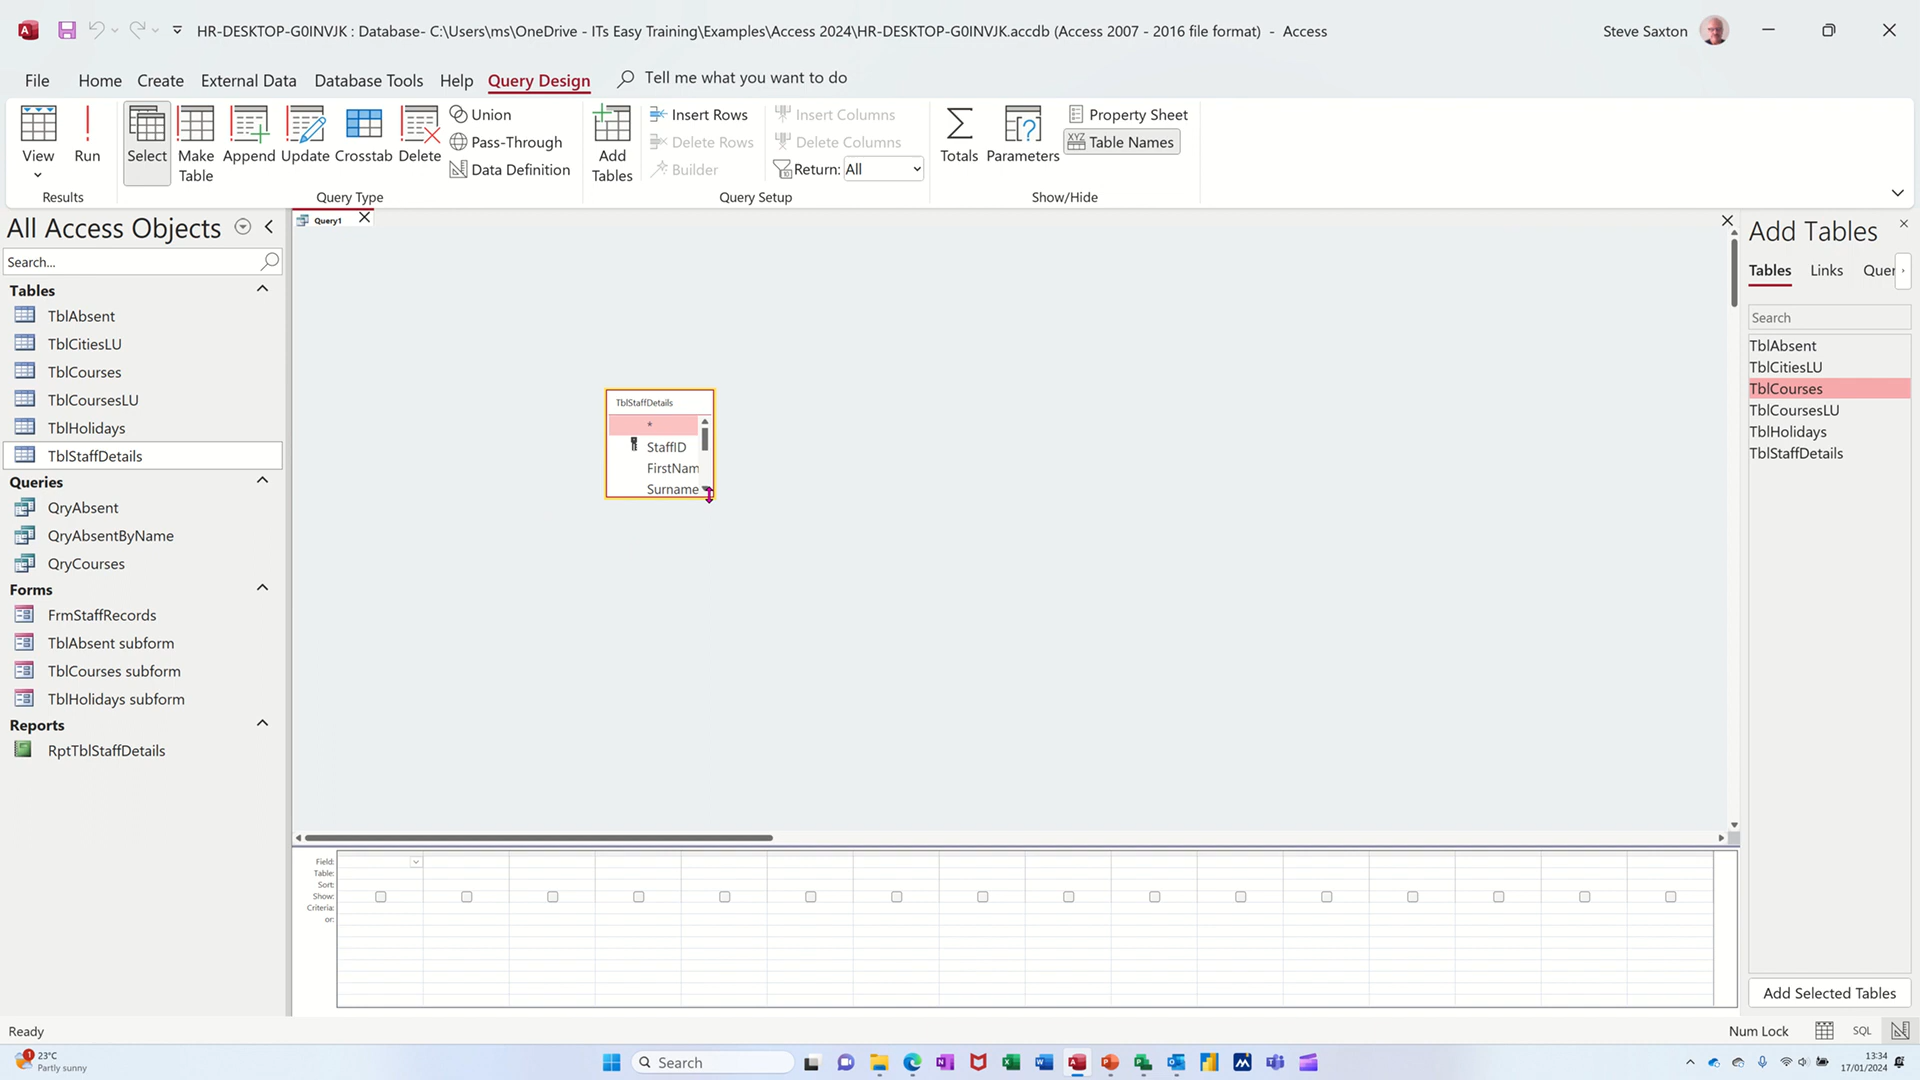 HR-DESKTOP-G0INVJK : Database- C:\Users\ms\OneDrive - ITs Easy Training\Examples\Access 2024\HR-DESKTOP-G0INVJK.accdb (Access 2007 - 2016 file format) - Access
Steve Saxton
File
Home
Create
External Data
Database Tools
Help
Query Design
Tell me what you want to do
View
Run
Select
Make Table
Append
Update
Crosstab
Delete
Union
Pass-Through
Data Definition
Add Tables
Insert Rows
Delete Rows
Builder
Insert Columns
Delete Columns
Return: All
Totals
Parameters
Property Sheet
Table Names
Results
Query Type
Query Setup
Show/Hide
All Access Objects
Search...
Tables
TblAbsent
TblCitiesLU
TblCourses
TblCoursesLU
TblHolidays
TblStaffDetails
Queries
QryAbsent
QryAbsentByName
QryCourses
Forms
FrmStaffRecords
TblAbsent subform
TblCourses subform
TblHolidays subform
Reports
RptTblStaffDetails
Query1
TblStaffDetails
*
StaffID
FirstNam
Surname
Field:
Table:
Sort:
Show:
Criteria:
or:
Add Tables
Tables
Links
Quer
Search
TblAbsent
TblCitiesLU
TblCourses
TblCoursesLU
TblHolidays
TblStaffDetails
Add Selected Tables
Ready
Num Lock
SQL
1
23°C
Partly sunny
Search
13:34
17/01/2024